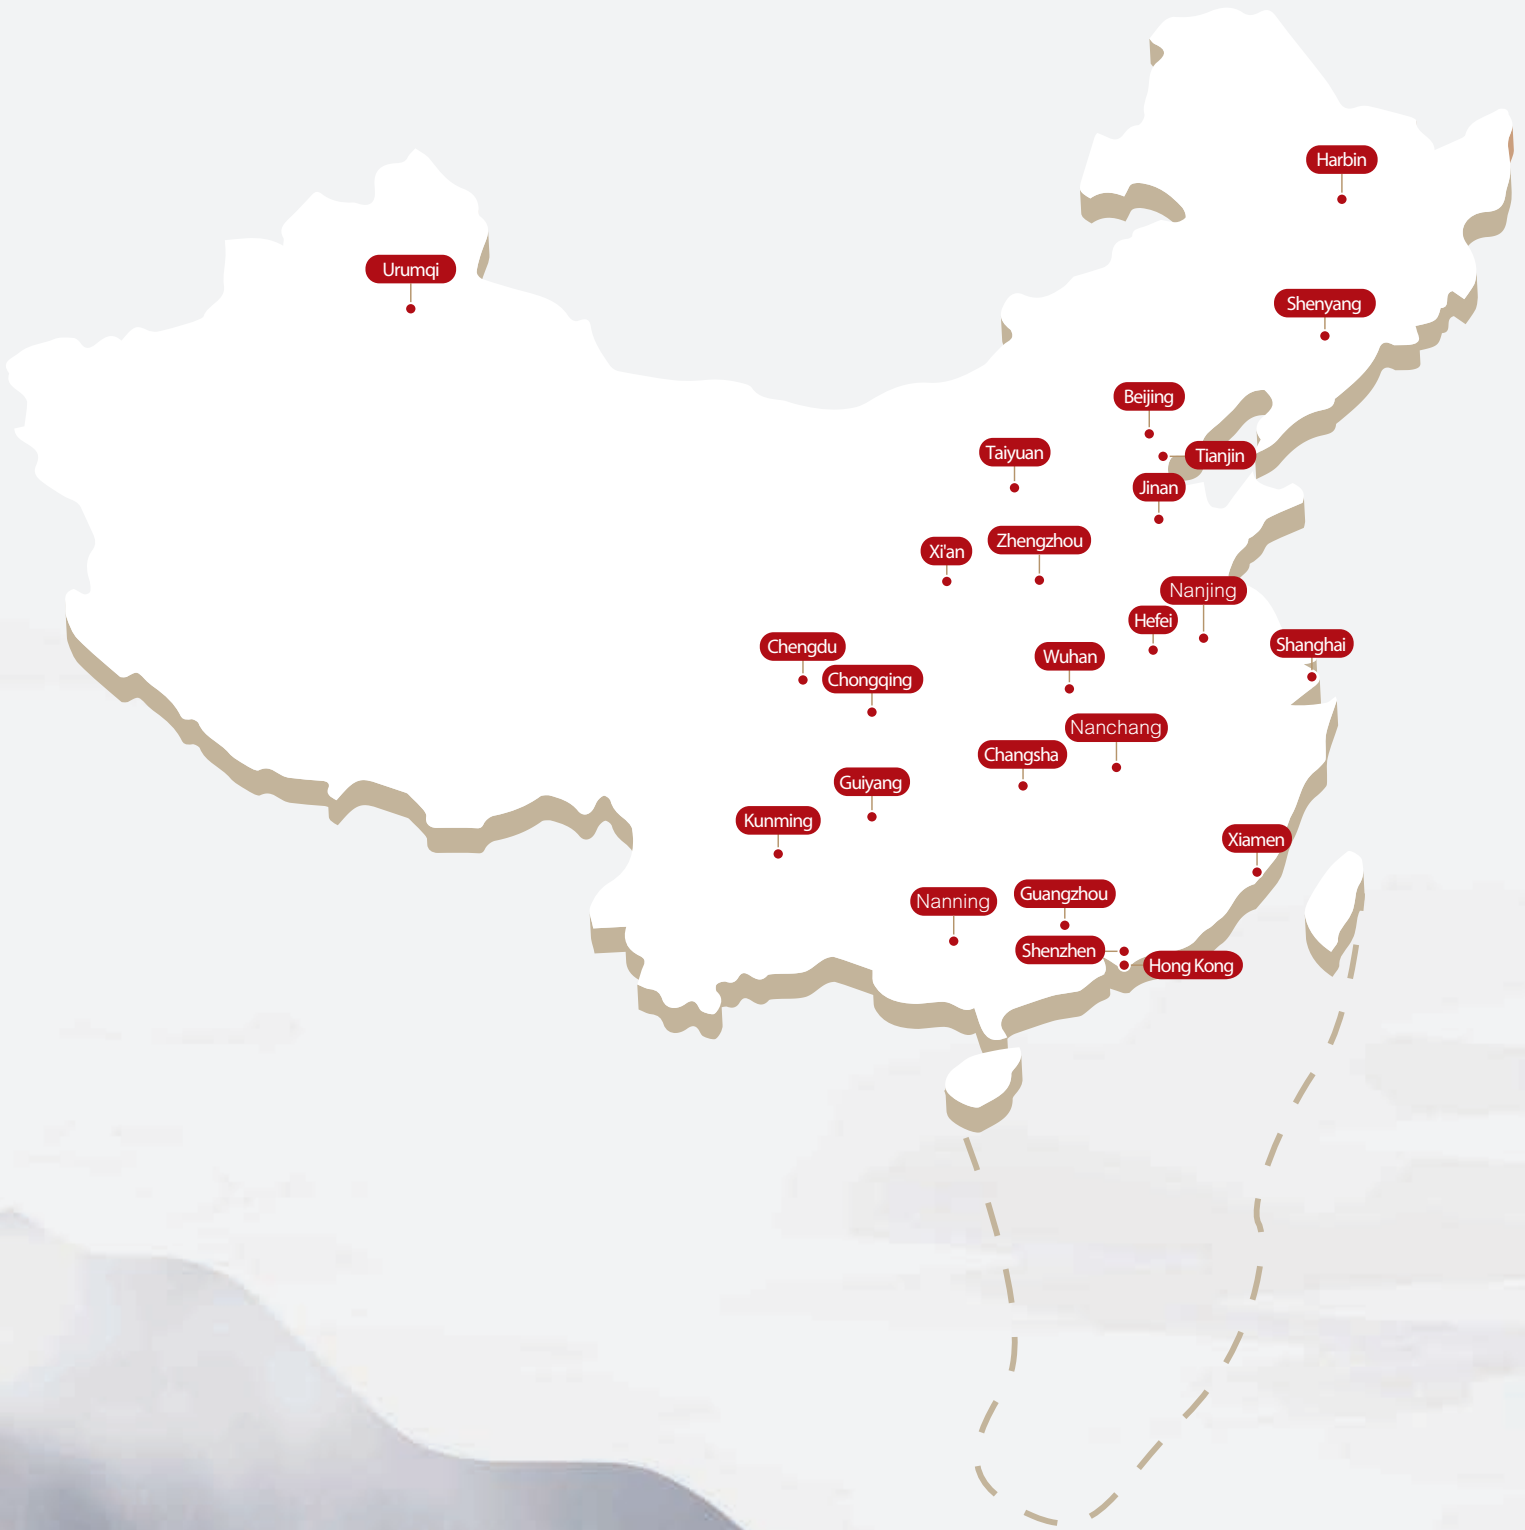 Harbin
Urumqi
Shenyang
Beijing
Taiyuan
Tianjin
Jinan
Zhengzhou
Xi'an
Nanjing
Hefei
Shanghai
Chengdu
Wuhan
Chongqing
Nanchang
Changsha
Guiyang
Kunming
Xiamen
Guangzhou
Nanning
Shenzhen
Hong Kong